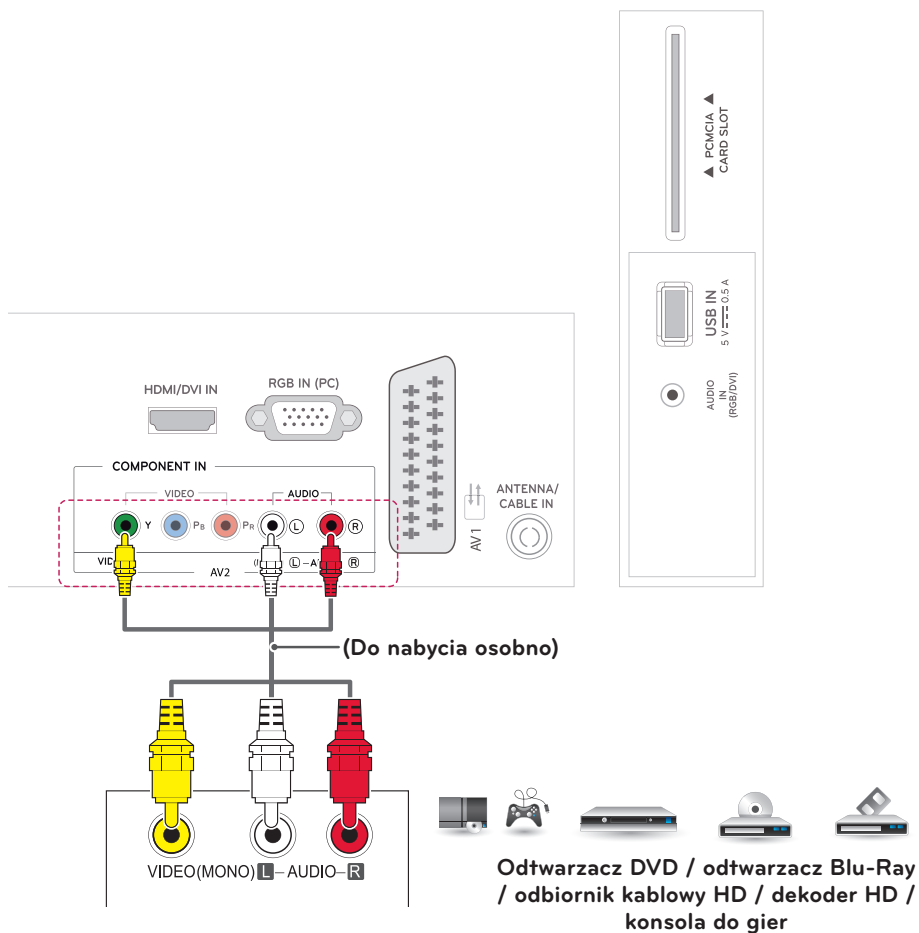 ▲ PCMCIA ▲
CARD SLOT
USB IN
5 V 0.5 A
AUDIO
IN
(RGB/DVI)
HDMI/DVI IN
RGB IN (PC)
COMPONENT IN
VIDEO
AUDIO
Y
PB
PR
L
R
AV2
L
R
AV1
ANTENNA/
CABLE IN
(Do nabycia osobno)
VIDEO(MONO) L–AUDIO–R
Odtwarzacz DVD / odtwarzacz Blu-Ray
/ odbiornik kablowy HD / dekoder HD /
konsola do gier